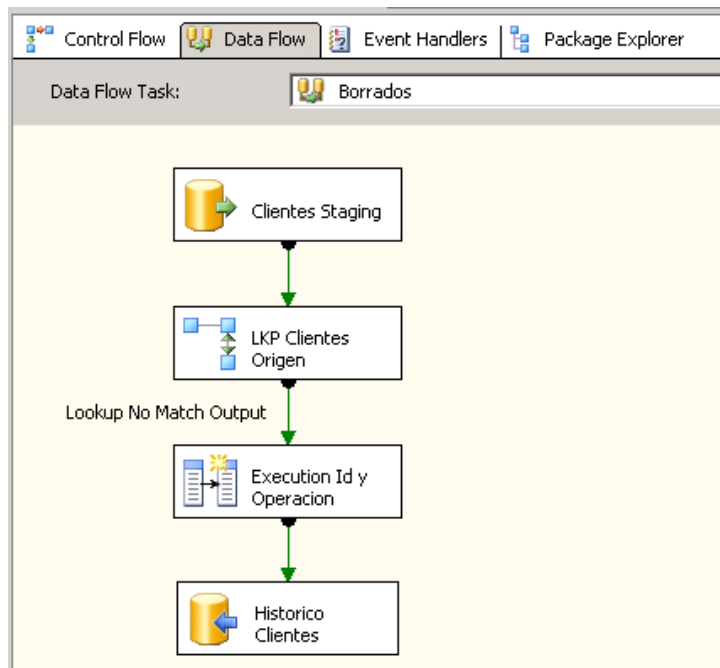 Control Flow Data Flow Event Handlers Package Explorer
Data Flow Task: Borrados
Clientes Staging
LKP Clientes
Origen
Lookup No Match Output
Execution Id y
Operacion
Historico
Clientes